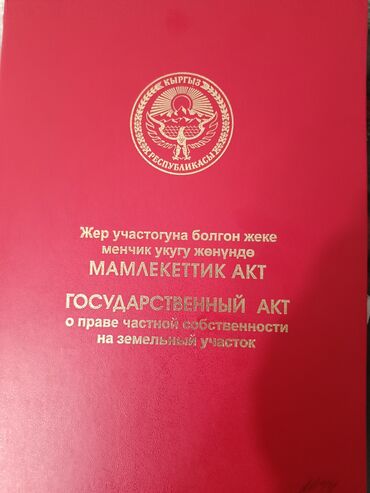 КЫРГЫЗ
РЕСПУБЛИКАСЫ
Жер участогуна болгон жеке
менчик укугу жөнүндө
МАМЛЕКЕТТИК АКТ
ГОСУДАРСТВЕННЫЙ АКТ
о праве частной собственности
на земельный участок